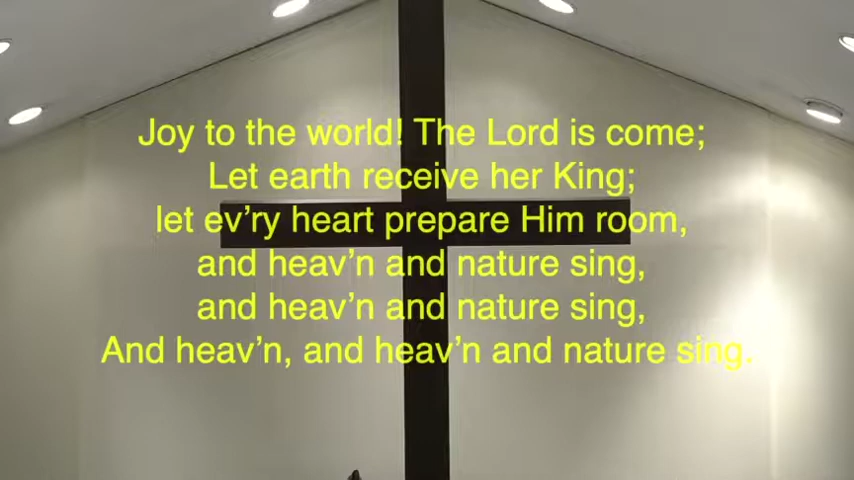 Joy to the world! The Lord is come;
Let earth receive her King;
let ev’ry heart prepare Him room,
and heav’n and nature sing,
and heav’n and nature sing,
And heav’n, and heav’n and nature sing.